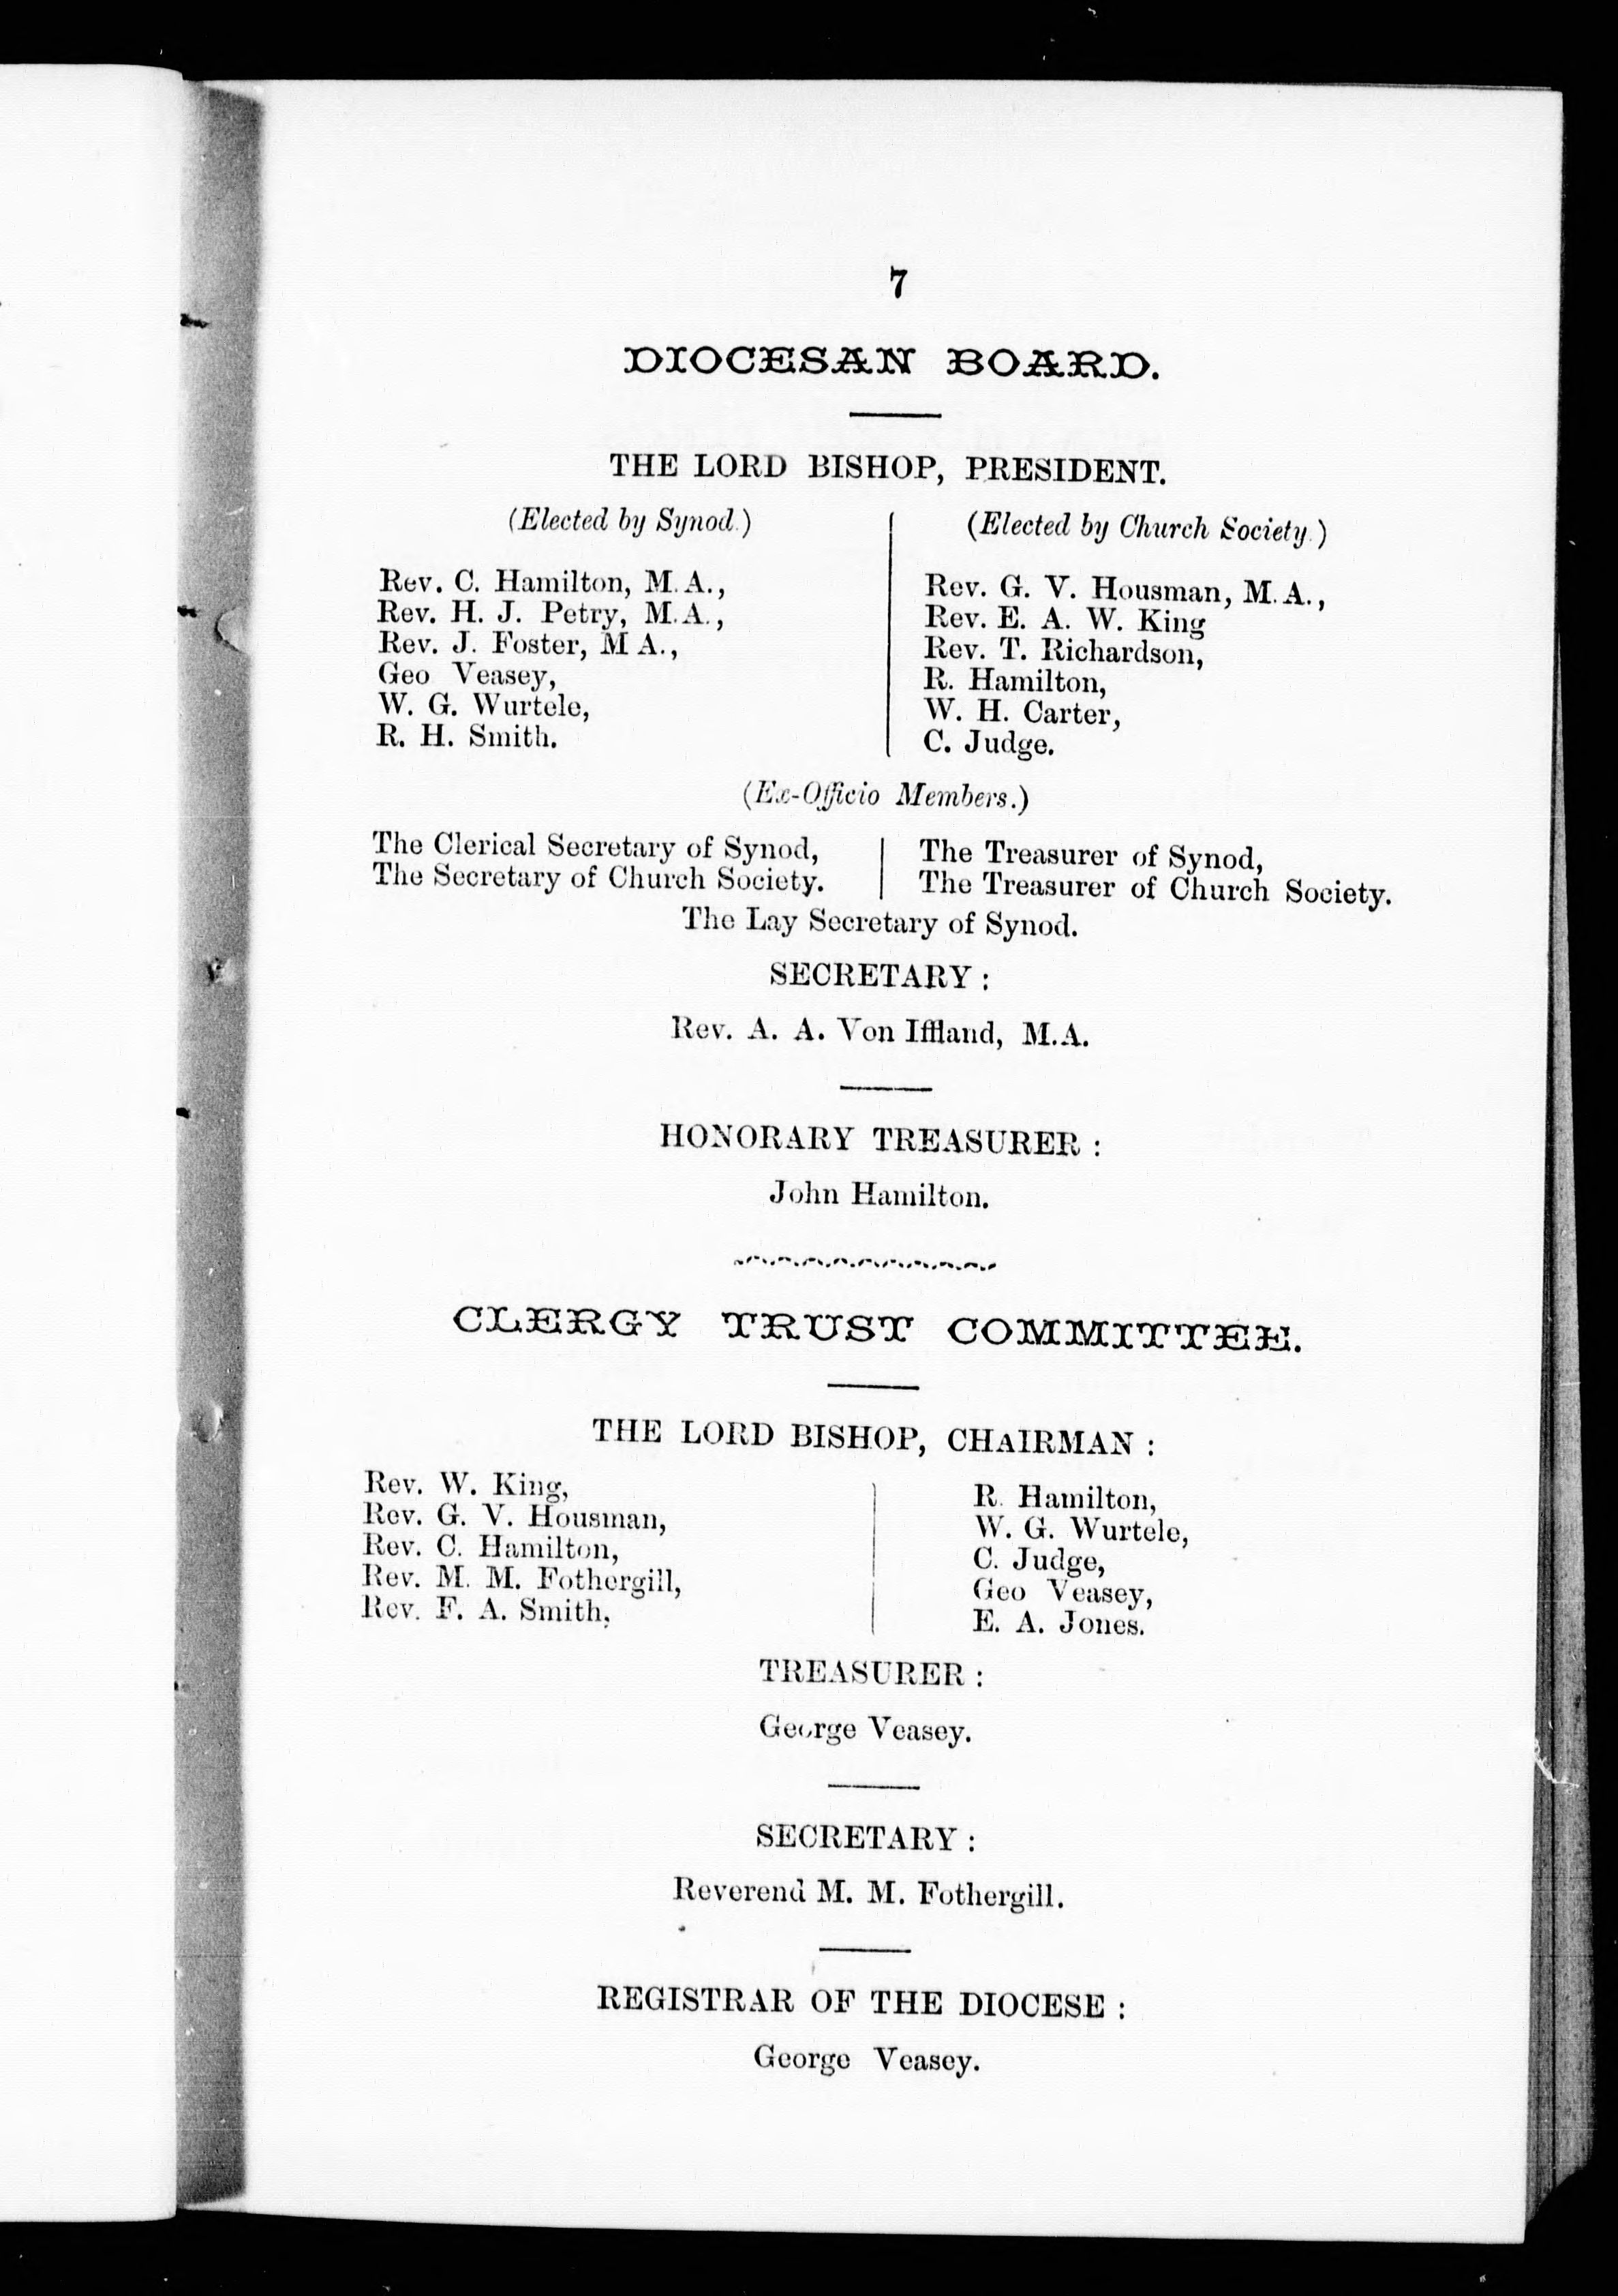 7
DIOCESAN BOARD.
THE LORD BISHOP, PRESIDENT.
(Elected by Synod.)
Rev. C. Hamilton, M.A.,
Rev. H. J. Petry, M.A.,
Rev. J. Foster, M A.,
Geo Veasey,
W. G. Wurtele,
R. H. Smith.
(Elected by Church Society.)
Rev. G. V. Housman, M.A.,
Rev. E. A. W. King
Rev. T. Richardson,
R. Hamilton,
W. H. Carter,
C. Judge.
(Ex-Officio Members.)
The Clerical Secretary of Synod,
The Secretary of Church Society.
The Treasurer of Synod,
The Treasurer of Church Society.
The Lay Secretary of Synod.
SECRETARY :
Rev. A. A. Von Iffland, M.A.
HONORARY TREASURER :
John Hamilton.
CLERGY TRUST COMMITTEE.
THE LORD BISHOP, CHAIRMAN :
Rev. W. King,
Rev. G. V. Housman,
Rev. C. Hamilton,
Rev. M. M. Fothergill,
Rev. F. A. Smith,
R. Hamilton,
W. G. Wurtele,
C. Judge,
Geo Veasey,
E. A. Jones.
TREASURER :
George Veasey.
SECRETARY :
Reverend M. M. Fothergill.
REGISTRAR OF THE DIOCESE :
George Veasey.